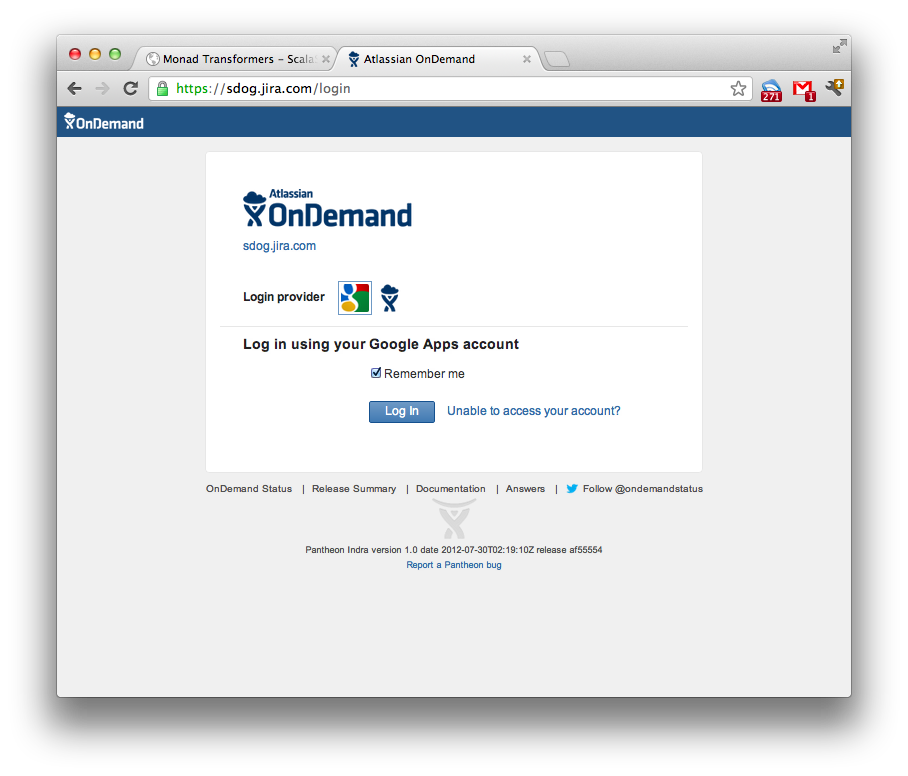 Monad Transformers – Scala
Atlassian OnDemand
https://sdog.jira.com/login
271
1
OnDemand
Atlassian
OnDemand
sdog.jira.com
Login provider
Log in using your Google Apps account
Remember me
Log In Unable to access your account?
OnDemand Status | Release Summary | Documentation | Answers | Follow @ondemandstatus
Pantheon Indra version 1.0 date 2012-07-30T02:19:10Z release af55554
Report a Pantheon bug